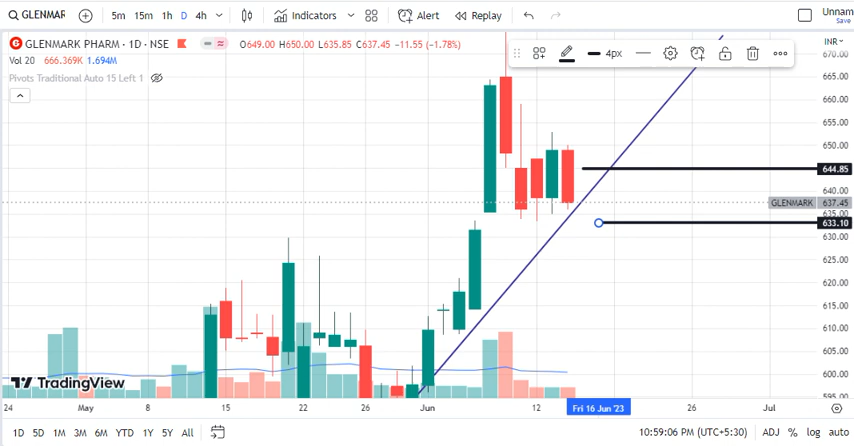 GLENMAR 5m 15m 1h D 4h Indicators Alert Replay Unnam
Save
GLENMARK PHARM · 1D · NSE O649.00 H650.00 L635.85 C637.45 −11.55 (−1.78%) INR
4px
Vol 20 666.369K 1.694M
Pivots Traditional Auto 15 Left 1
670.00
665.00
660.00
655.00
650.00
644.85
640.00
GLENMARK 637.45
635.00
633.10
630.00
625.00
620.00
615.00
610.00
605.00
600.00
595.00
TradingView
24 May 8 15 22 26 Jun 12 Fri 16 Jun '23 26 Jul
1D 5D 1M 3M 6M YTD 1Y 5Y All 10:59:06 PM (UTC+5:30) ADJ % log auto